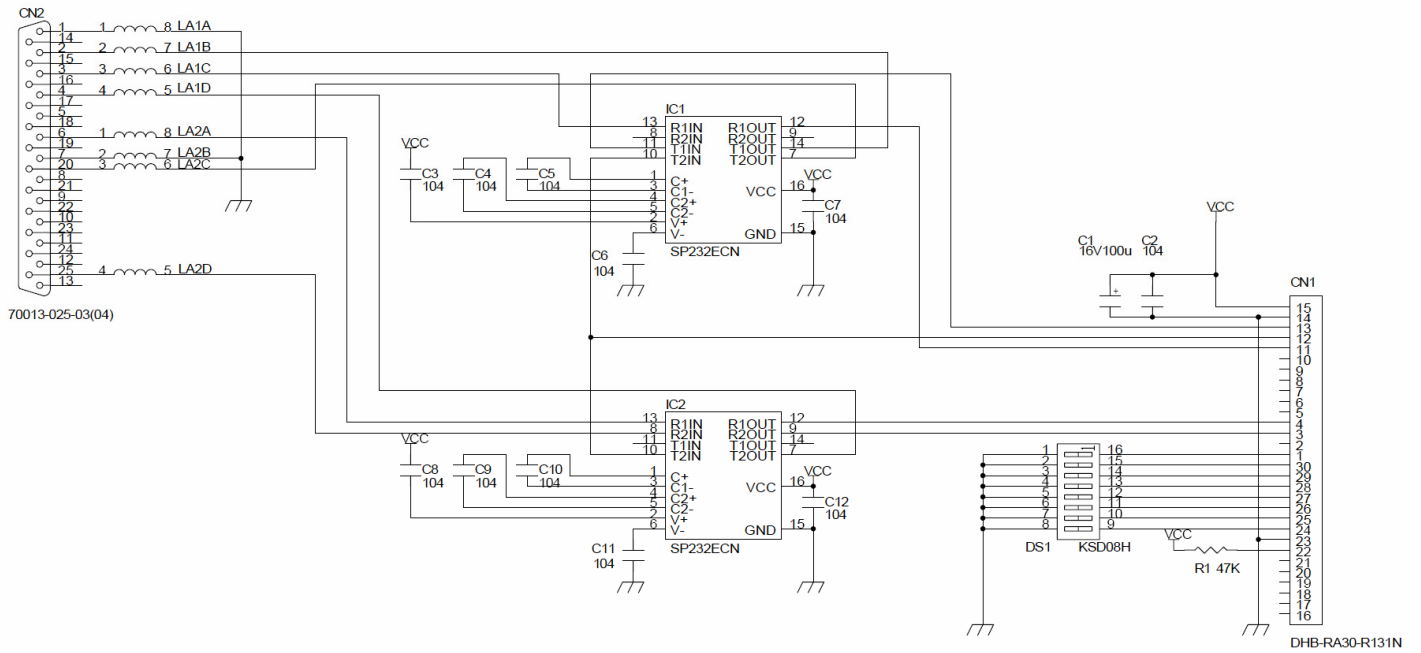 CN2
1
14
2
15
3
16
4
17
5
18
6
19
7
20
8
21
9
22
10
23
11
24
12
25
13
70013-025-03(04)
1 8 LA1A
2 7 LA1B
3 6 LA1C
4 5 LA1D
1 8 LA2A
2 7 LA2B
3 6 LA2C
4 5 LA2D
IC1
13 R1IN R1OUT 12
8 R2IN R2OUT 9
11 T1IN T1OUT 14
10 T2IN T2OUT 7
1 C+
3 C1-
4 C2+
5 C2-
2 V+
6 V-
VCC 16
GND 15
SP232ECN
VCC
C3
104
C4
104
C5
104
C6
104
VCC
C7
104
IC2
13 R1IN R1OUT 12
8 R2IN R2OUT 9
11 T1IN T1OUT 14
10 T2IN T2OUT 7
1 C+
3 C1-
4 C2+
5 C2-
2 V+
6 V-
VCC 16
GND 15
SP232ECN
VCC
C8
104
C9
104
C10
104
C11
104
VCC
C12
104
VCC
C1
16V100u
+
C2
104
1 1 16
2 15
3 14
4 13
5 12
6 11
7 10
8 9
DS1 KSD08H
VCC
R1 47K
CN1
15
14
13
12
11
10
9
8
7
6
5
4
3
2
1
30
29
28
27
26
25
24
23
22
21
20
19
18
17
16
DHB-RA30-R131N